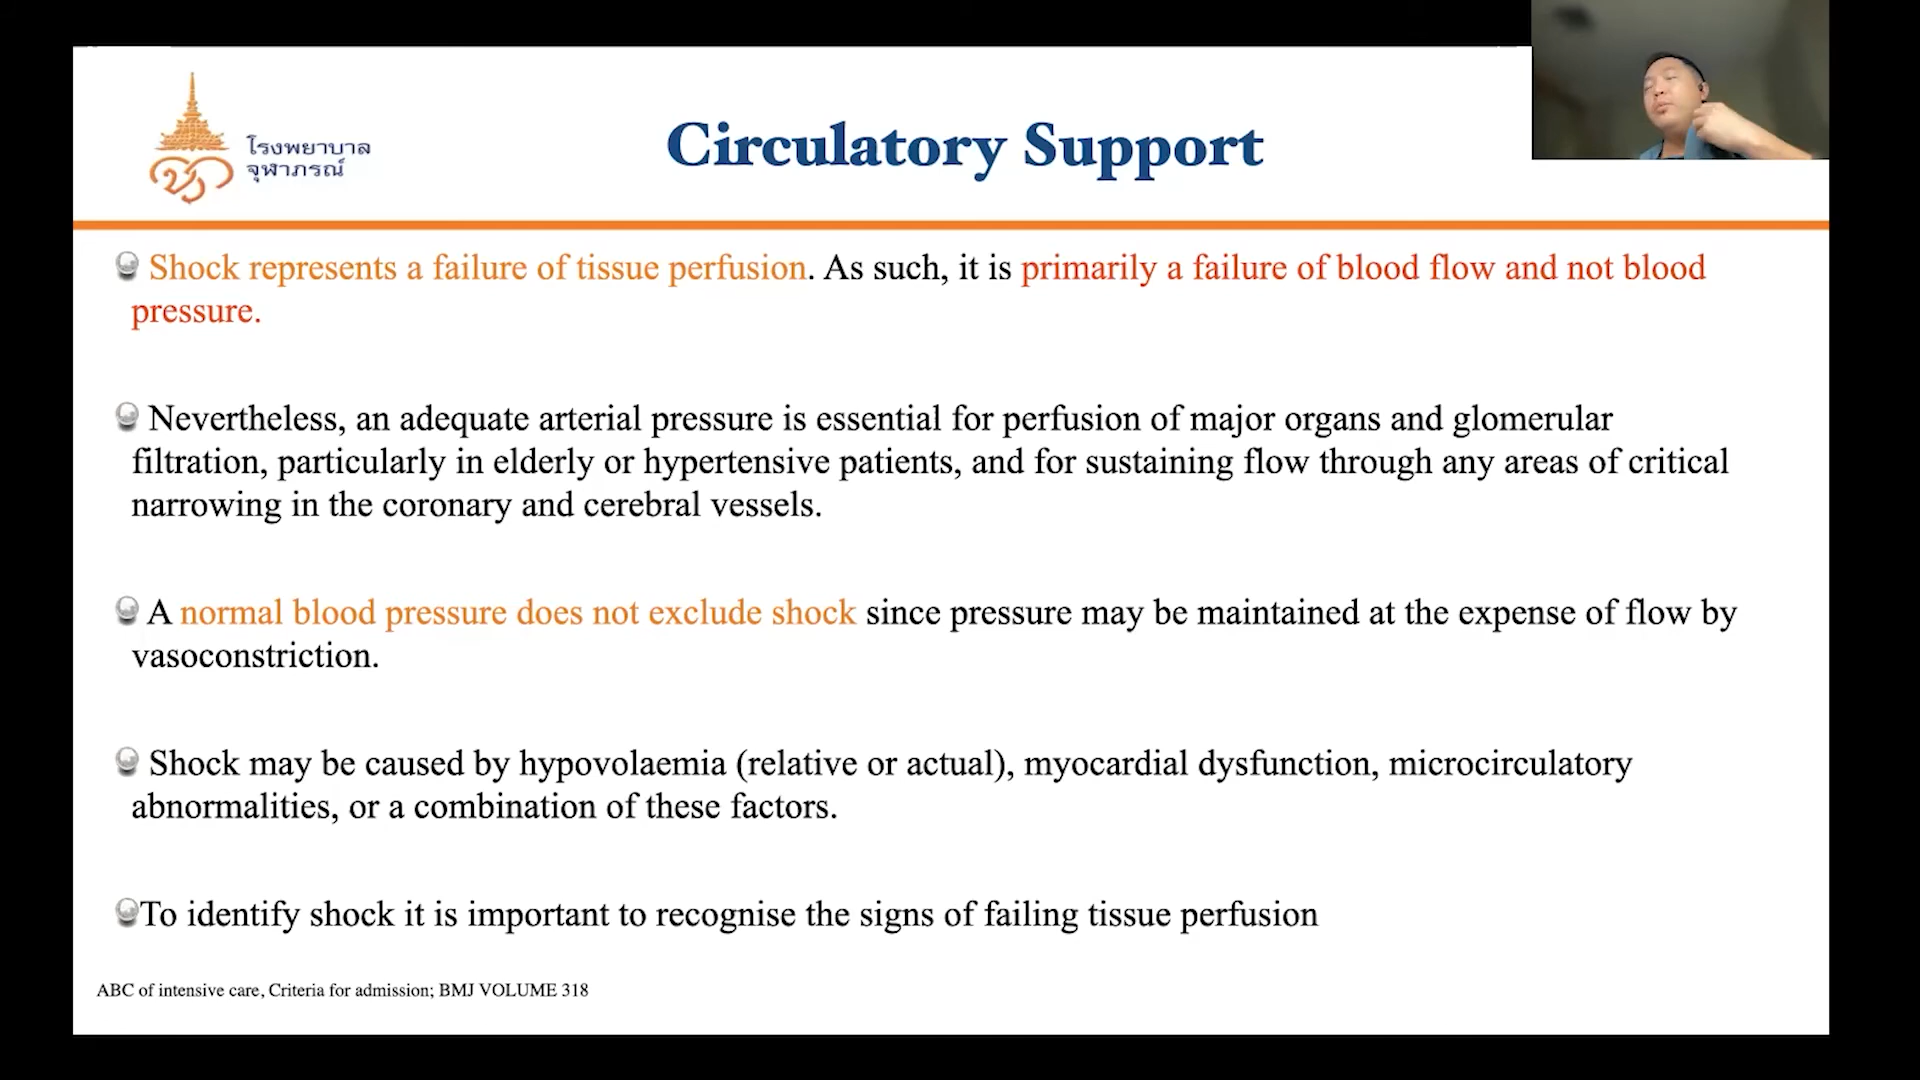 โรงพยาบาล
จุฬาภรณ์
Circulatory Support
Shock represents a failure of tissue perfusion. As such, it is primarily a failure of blood flow and not blood
pressure.
Nevertheless, an adequate arterial pressure is essential for perfusion of major organs and glomerular
filtration, particularly in elderly or hypertensive patients, and for sustaining flow through any areas of critical
narrowing in the coronary and cerebral vessels.
A normal blood pressure does not exclude shock since pressure may be maintained at the expense of flow by
vasoconstriction.
Shock may be caused by hypovolaemia (relative or actual), myocardial dysfunction, microcirculatory
abnormalities, or a combination of these factors.
To identify shock it is important to recognise the signs of failing tissue perfusion
ABC of intensive care, Criteria for admission; BMJ VOLUME 318